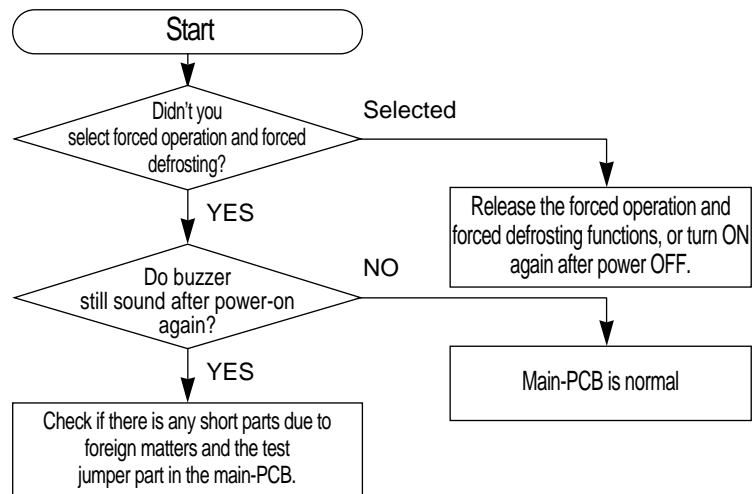 Start
Didn't you
select forced operation and forced
defrosting?
Selected
Release the forced operation and
forced defrosting functions, or turn ON
again after power OFF.
YES
Do buzzer
still sound after power-on
again?
NO
Main-PCB is normal
YES
Check if there is any short parts due to
foreign matters and the test
jumper part in the main-PCB.